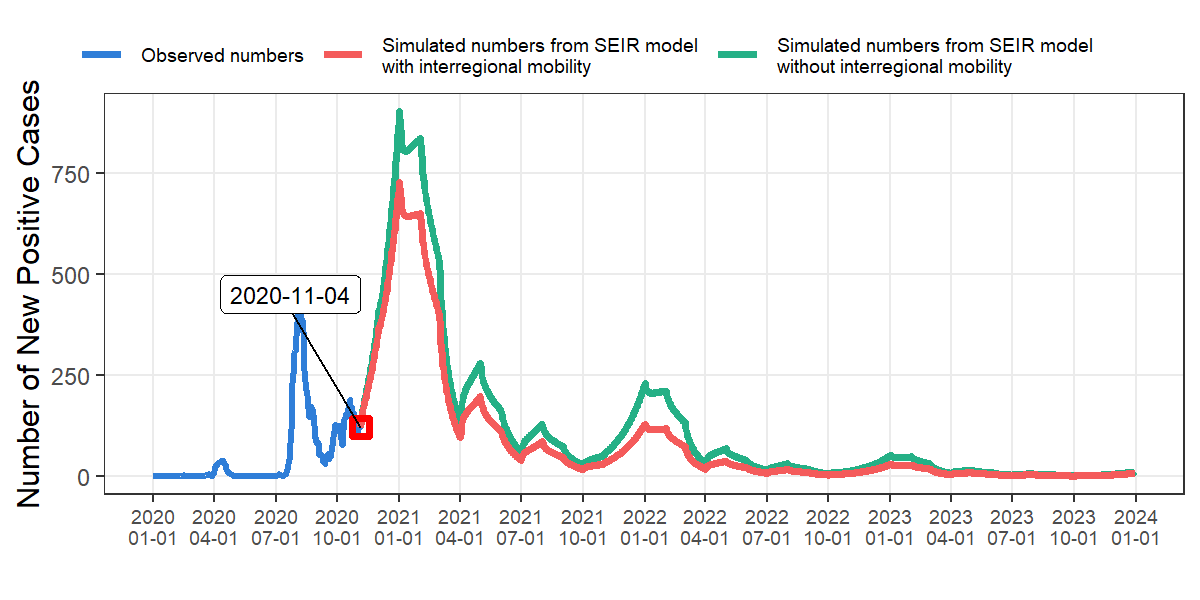 Observed numbers
Simulated numbers from SEIR model
with interregional mobility
Simulated numbers from SEIR model
without interregional mobility
Number of New Positive Cases
750
500
250
0
2020-11-04
2020 2020 2020 2020 2021 2021 2021 2021 2022 2022 2022 2022 2023 2023 2023 2023 2024
01-01 04-01 07-01 10-01 01-01 04-01 07-01 10-01 01-01 04-01 07-01 10-01 01-01 04-01 07-01 10-01 01-01